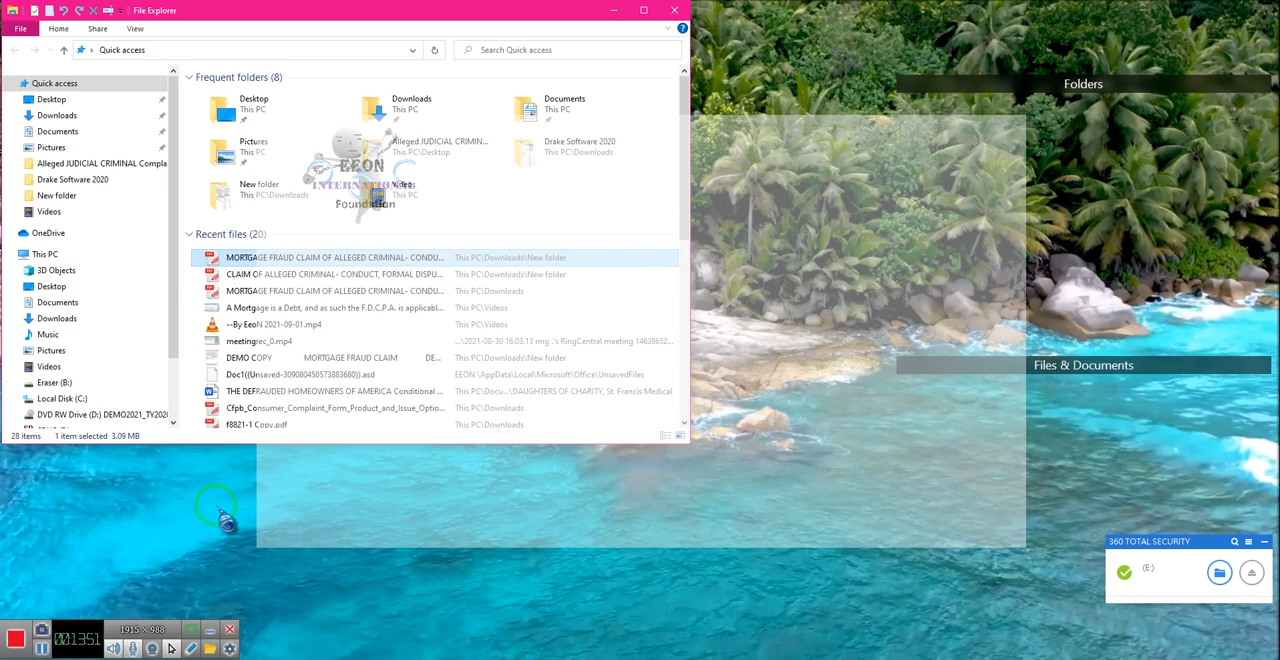 File Explorer
File Home Share View
Quick access
Search Quick access
Quick access
Desktop
Downloads
Documents
Pictures
Alleged JUDICIAL CRIMINAL Compla
Drake Software 2020
New folder
Videos
OneDrive
This PC
3D Objects
Desktop
Documents
Downloads
Music
Pictures
Videos
Eraser (B:)
Local Disk (C:)
DVD RW Drive (D:) DEMO2021_TY202
Frequent folders (8)
Desktop
This PC
Downloads
This PC
Documents
This PC
Pictures
This PC
Alleged JUDICIAL CRIMIN...
This PC\Desktop
Drake Software 2020
This PC\Downloads
New folder
This PC\Downloads
Videos
This PC
EEON
INTERNATIONAL
Foundation
Recent files (20)
MORTGAGE FRAUD CLAIM OF ALLEGED CRIMINAL- CONDU... This PC\Downloads\New folder
CLAIM OF ALLEGED CRIMINAL- CONDUCT, FORMAL DISPU... This PC\Downloads\New folder
MORTGAGE FRAUD CLAIM OF ALLEGED CRIMINAL- CONDU... This PC\Downloads
A Mortgage is a Debt, and as such the F.D.C.P.A. is applicabl... This PC\Videos
--By EeoN 2021-09-01.mp4 This PC\Videos
meetingrec_0.mp4 ...\2021-08-30 16.03.13 ring .'s RingCentral meeting 14638652...
DEMO COPY MORTGAGE FRAUD CLAIM DE... This PC\Downloads\New folder
Doc1((Unsaved-309080450573883680)).asd EEON \AppData\Local\Microsoft\Office\UnsavedFiles
THE DEFRAUDED HOMEOWNERS OF AMERICA Conditional ... This PC\Docu...\DAUGHTERS OF CHARITY, St. Francis Medical
Cfpb_Consumer_Complaint_Form_Product_and_Issue_Optio... This PC\Downloads
f8821-1 Copy.pdf This PC\Downloads
28 items 1 item selected 3.09 MB
Folders
Files & Documents
360 TOTAL SECURITY
(E:)
1915 × 988
001351